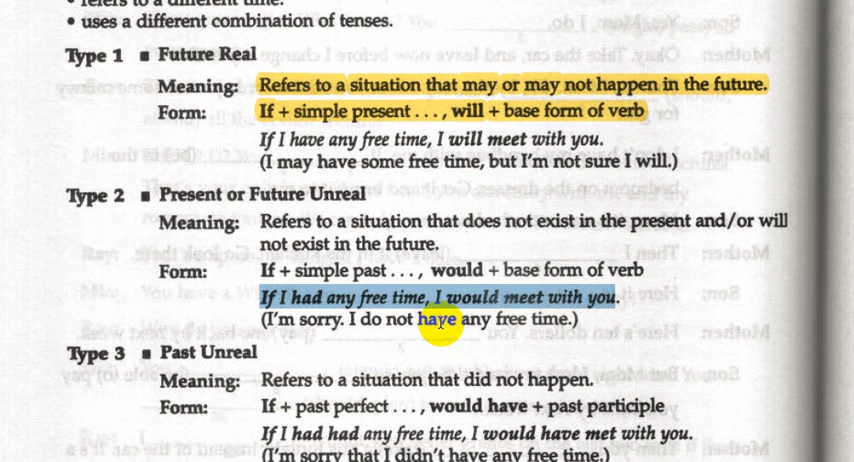 • refers to a different time.
• uses a different combination of tenses.
Type 1 ■ Future Real
Meaning: Refers to a situation that may or may not happen in the future.
Form: If + simple present . . . , will + base form of verb
If I have any free time, I will meet with you.
(I may have some free time, but I'm not sure I will.)
Type 2 ■ Present or Future Unreal
Meaning: Refers to a situation that does not exist in the present and/or will
not exist in the future.
Form: If + simple past . . . , would + base form of verb
If I had any free time, I would meet with you.
(I'm sorry. I do not have any free time.)
Type 3 ■ Past Unreal
Meaning: Refers to a situation that did not happen.
Form: If + past perfect . . . , would have + past participle
If I had had any free time, I would have met with you.
(I'm sorry that I didn't have any free time.)